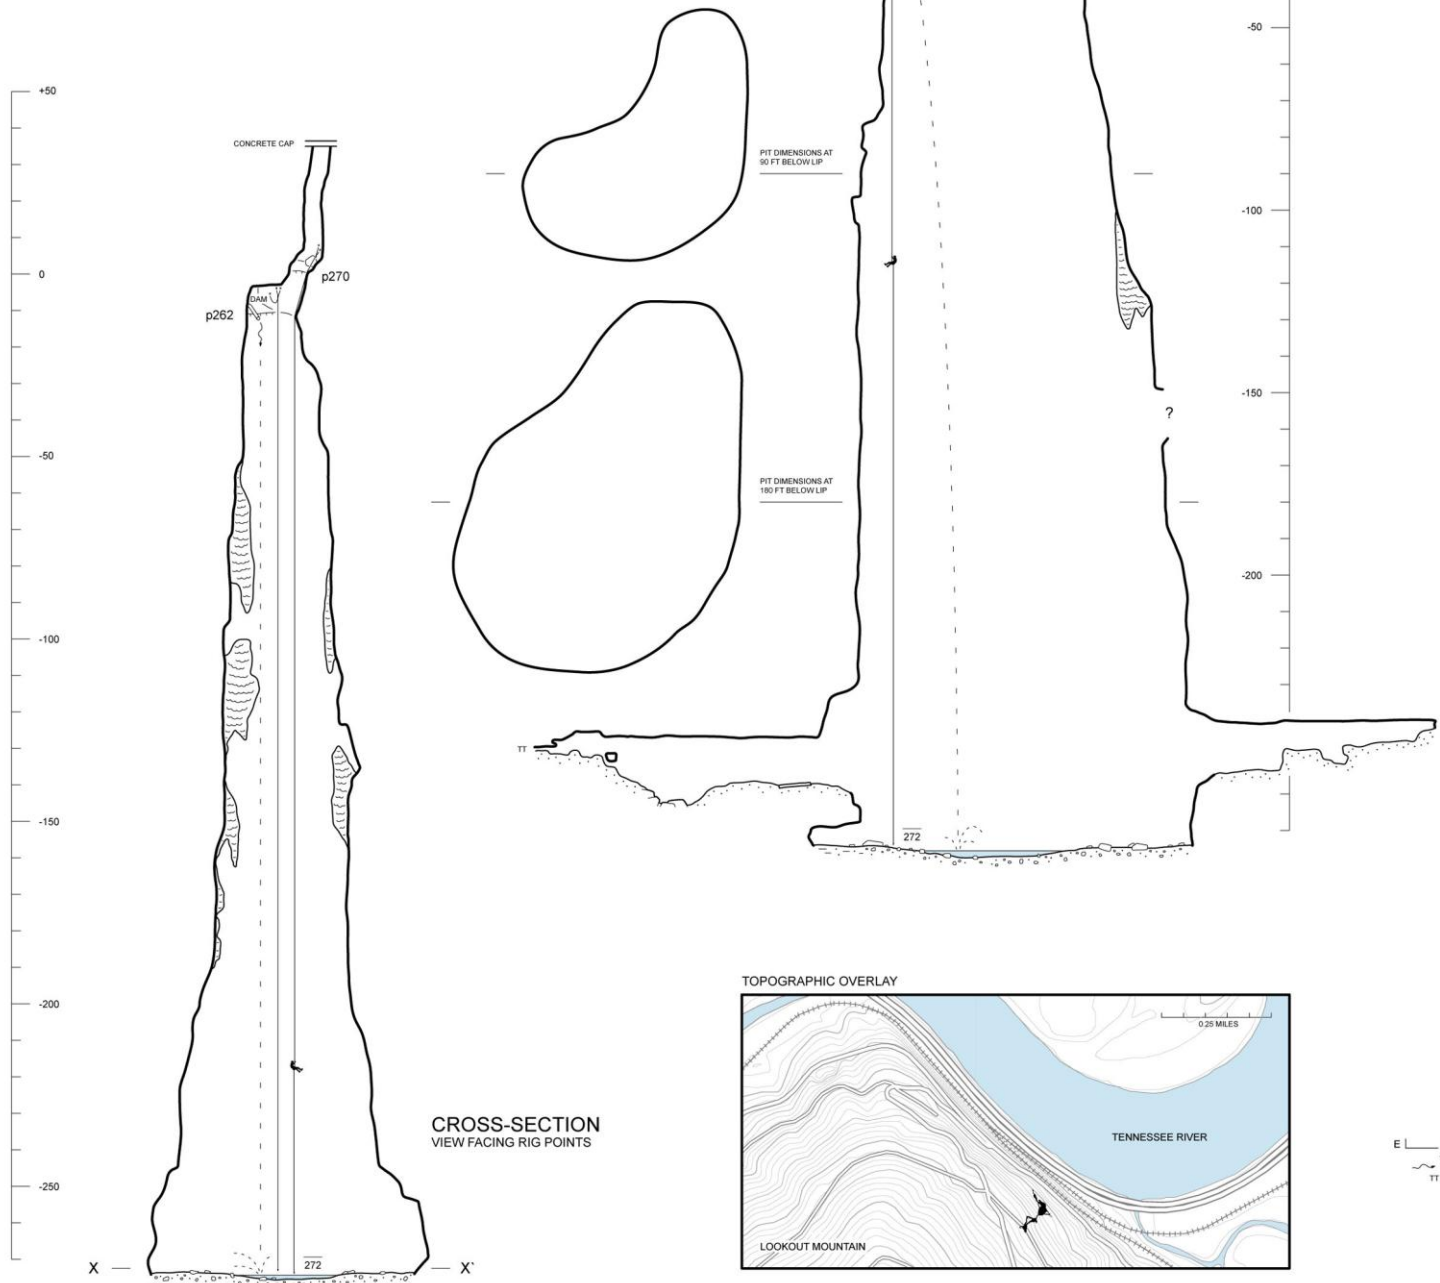 +50
CONCRETE CAP
0
p270
DAM
p262
-50
-100
-150
-200
-250
272
X
X'
CROSS-SECTION
VIEW FACING RIG POINTS
PIT DIMENSIONS AT
90 FT BELOW LIP
PIT DIMENSIONS AT
180 FT BELOW LIP
-50
-100
-150
?
-200
TT
272
TOPOGRAPHIC OVERLAY
0.25 MILES
TENNESSEE RIVER
LOOKOUT MOUNTAIN
E
TT